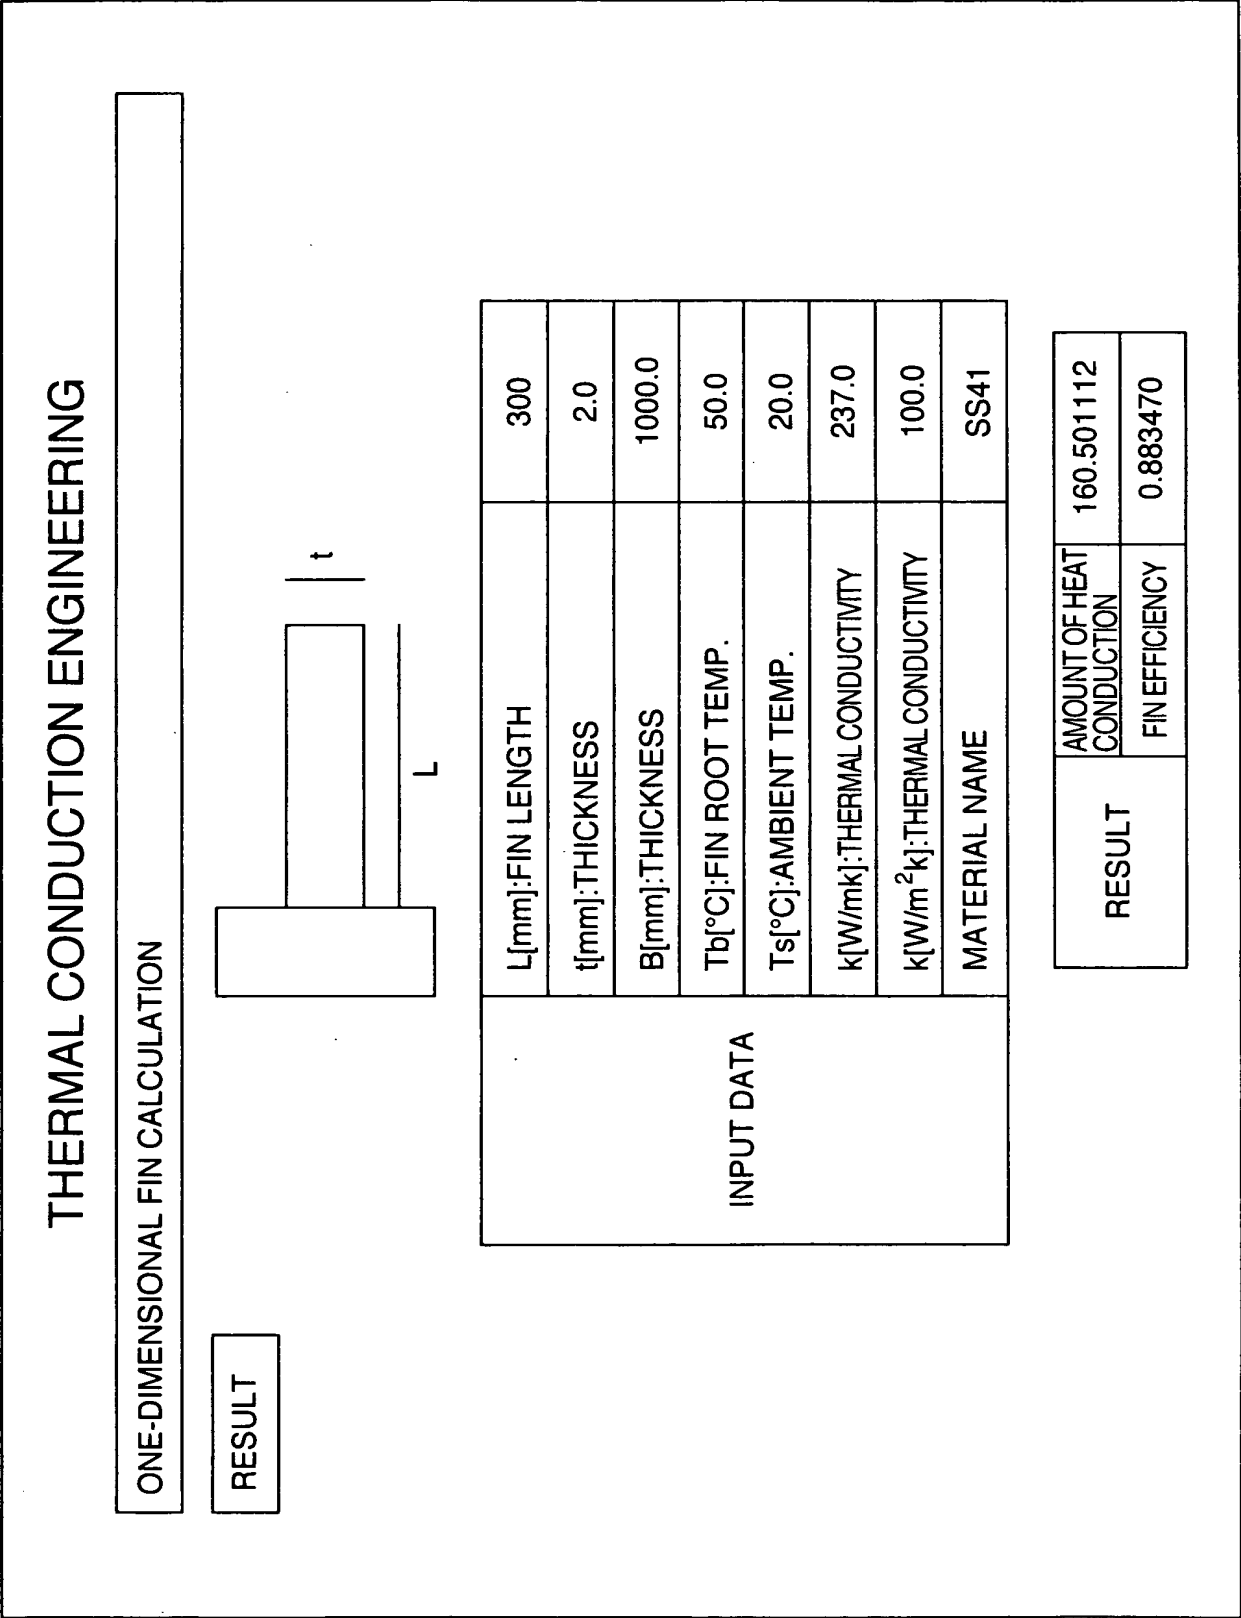 THERMAL CONDUCTION ENGINEERING
ONE-DIMENSIONAL FIN CALCULATION
RESULT
t
L
INPUT DATA
L[mm]:FIN LENGTH 300
t[mm]:THICKNESS 2.0
B[mm]:THICKNESS 1000.0
Tb[°C]:FIN ROOT TEMP. 50.0
Ts[°C]:AMBIENT TEMP. 20.0
k[W/mk]:THERMAL CONDUCTIVITY 237.0
k[W/m²k]:THERMAL CONDUCTIVITY 100.0
MATERIAL NAME SS41
RESULT
AMOUNT OF HEAT
CONDUCTION 160.501112
FIN EFFICIENCY 0.883470